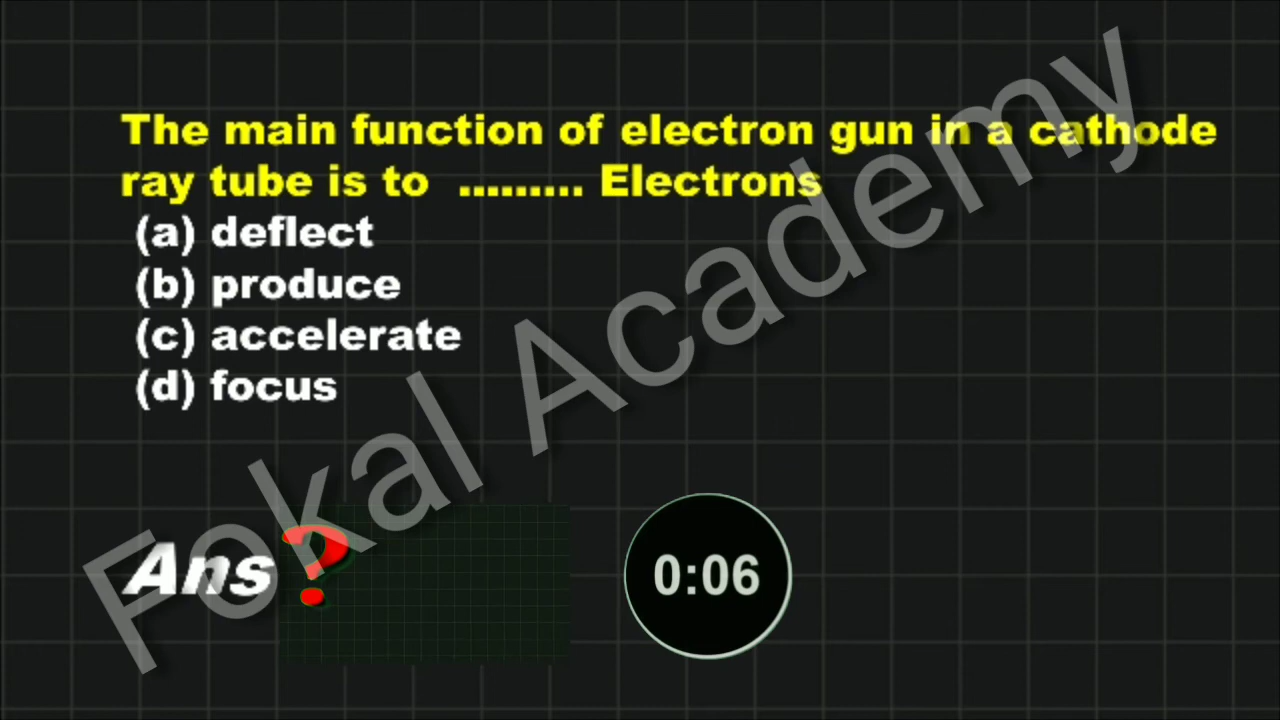 The main function of electron gun in a cathode
ray tube is to ......... Electrons
(a) deflect
(b) produce
(c) accelerate
(d) focus
Ans ?
0:06
Fokal Academy